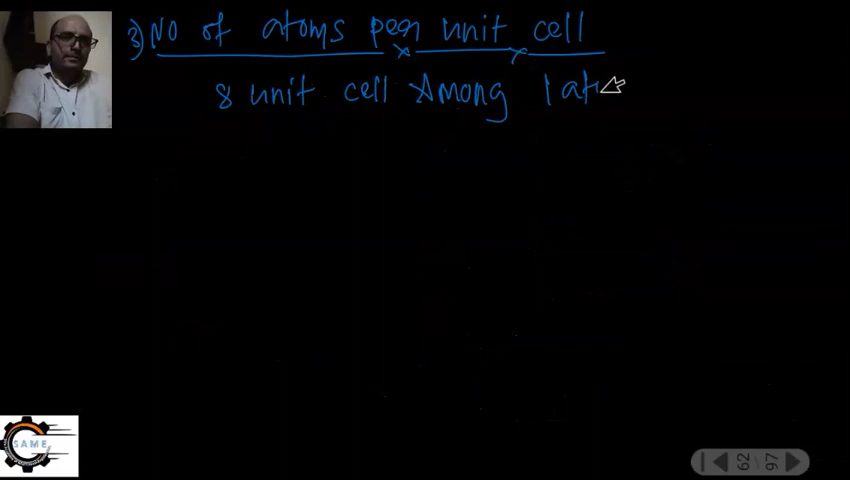 3) No of atoms per unit cell
8 unit cell Among 1 at
SAME
62 / 97